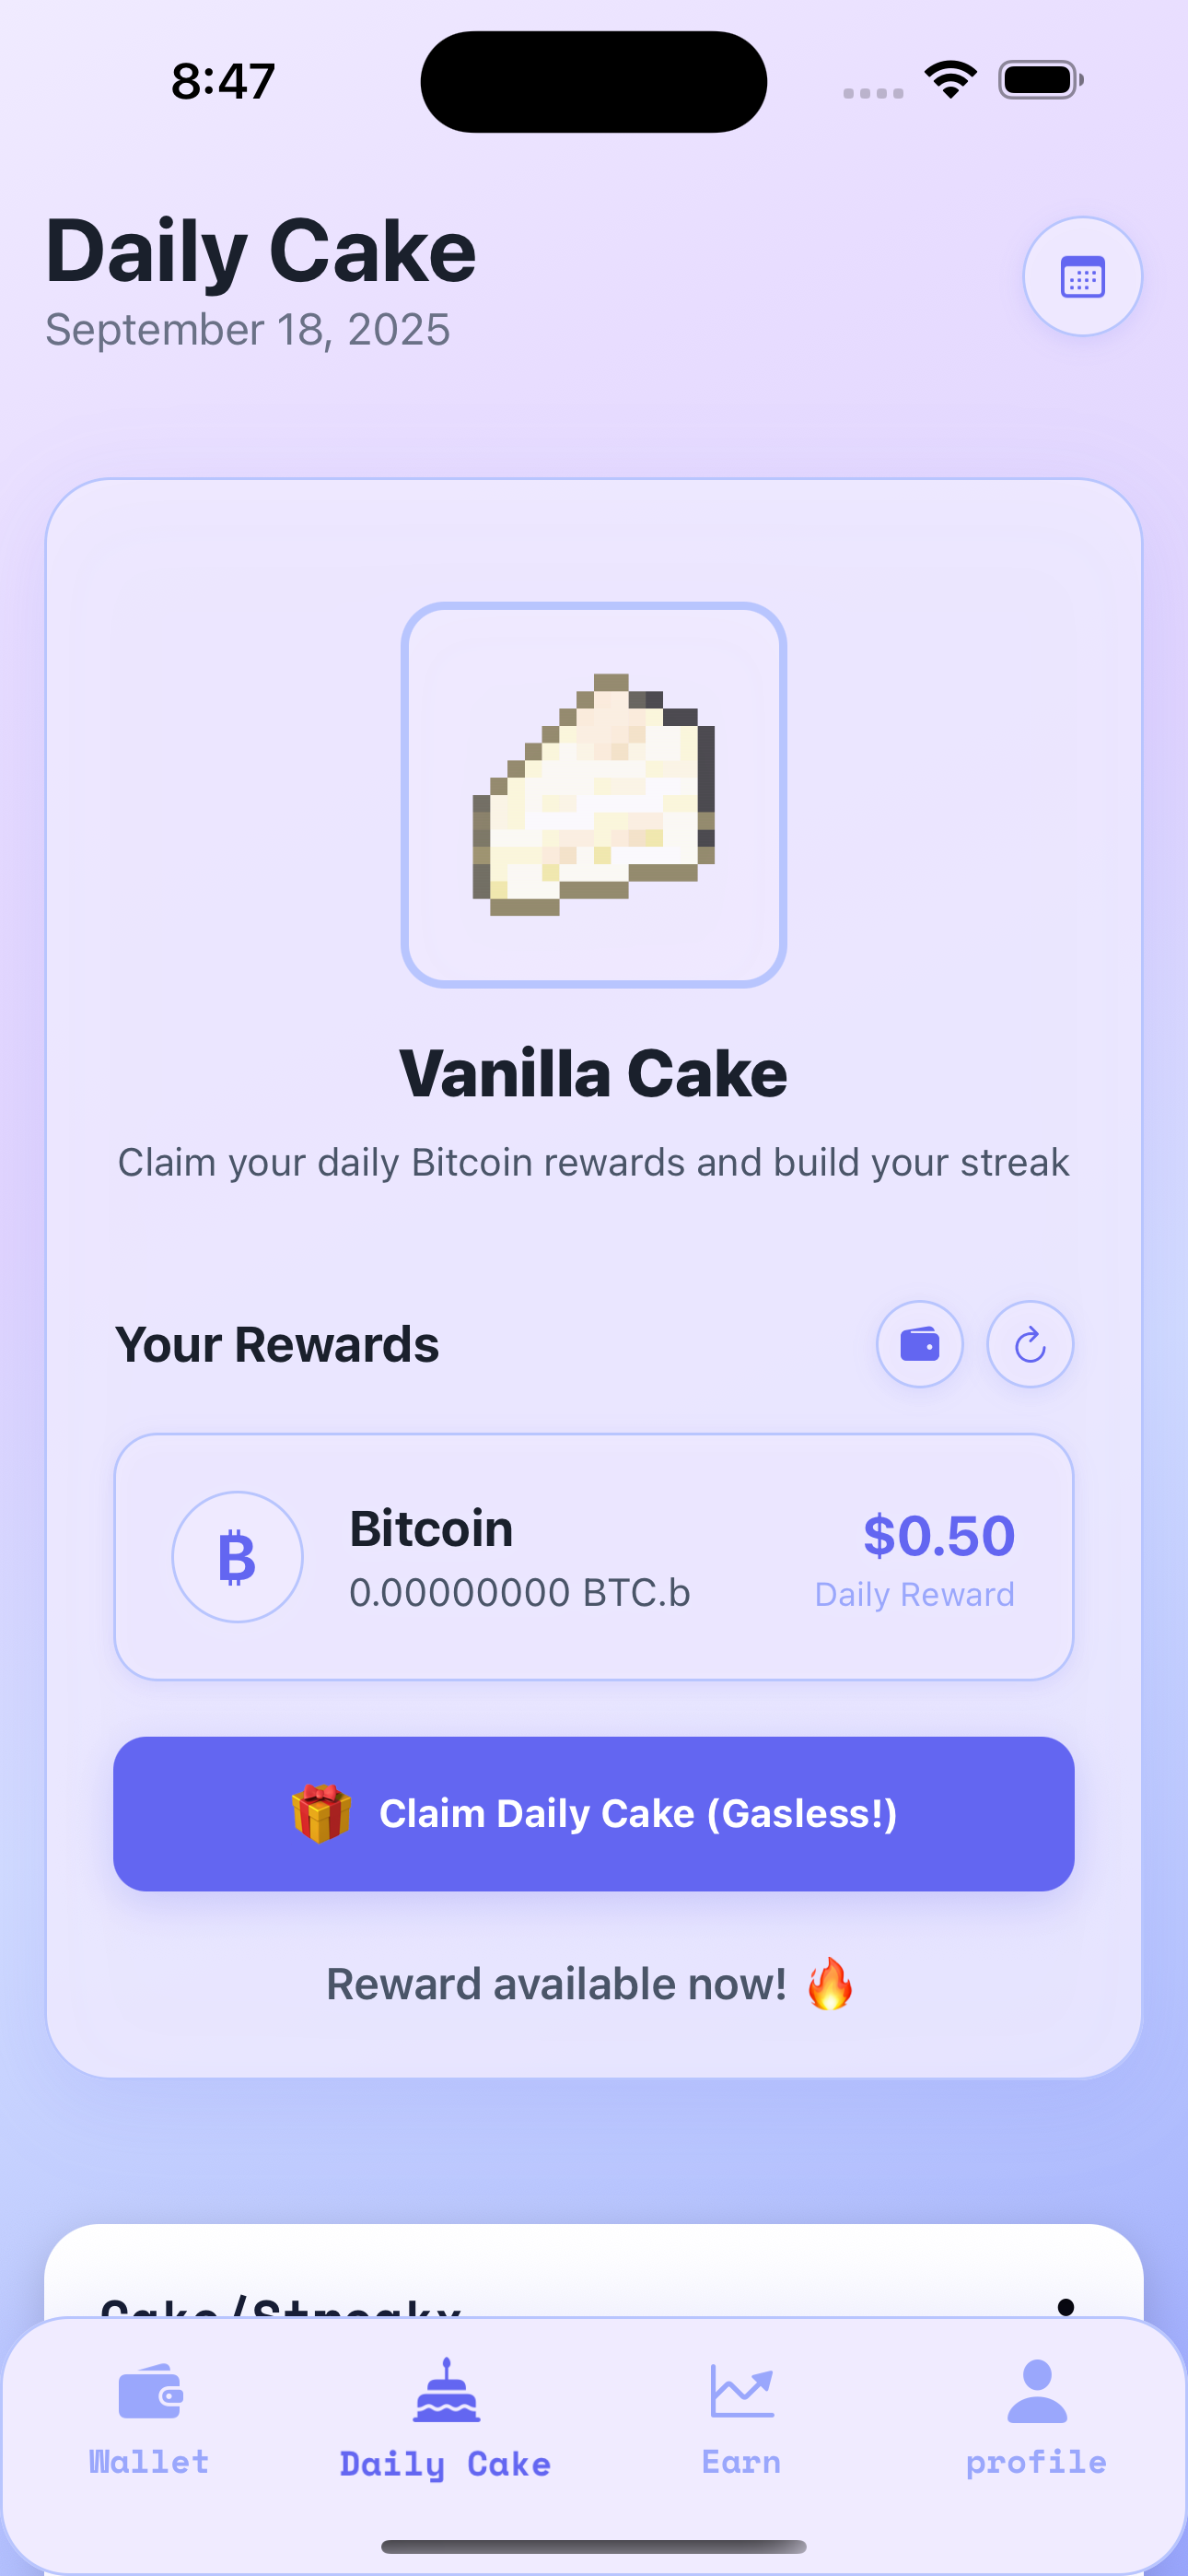 8:47
Daily Cake
September 18, 2025
Vanilla Cake
Claim your daily Bitcoin rewards and build your streak
Your Rewards
Bitcoin
0.00000000 BTC.b
$0.50
Daily Reward
Claim Daily Cake (Gasless!)
Reward available now! 🔥
Cake/Streaky
Wallet
Daily Cake
Earn
profile